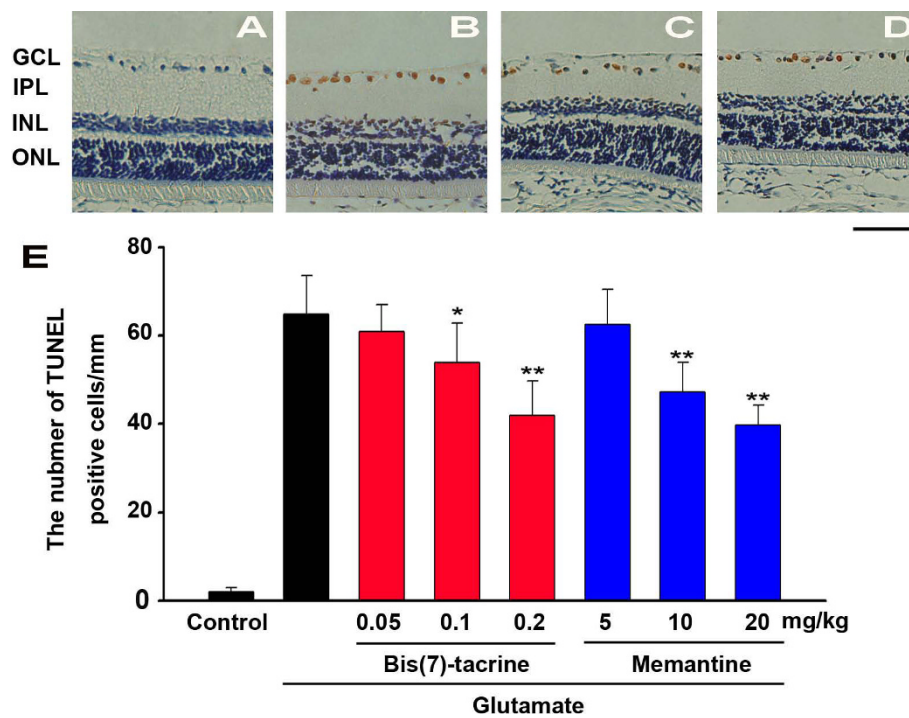 A B C D
GCL
IPL
INL
ONL
E
80
60
40
20
0
The nubmer of TUNEL
positive cells/mm
*
**
**
**
Control 0.05 0.1 0.2 5 10 20 mg/kg
Bis(7)-tacrine Memantine
Glutamate